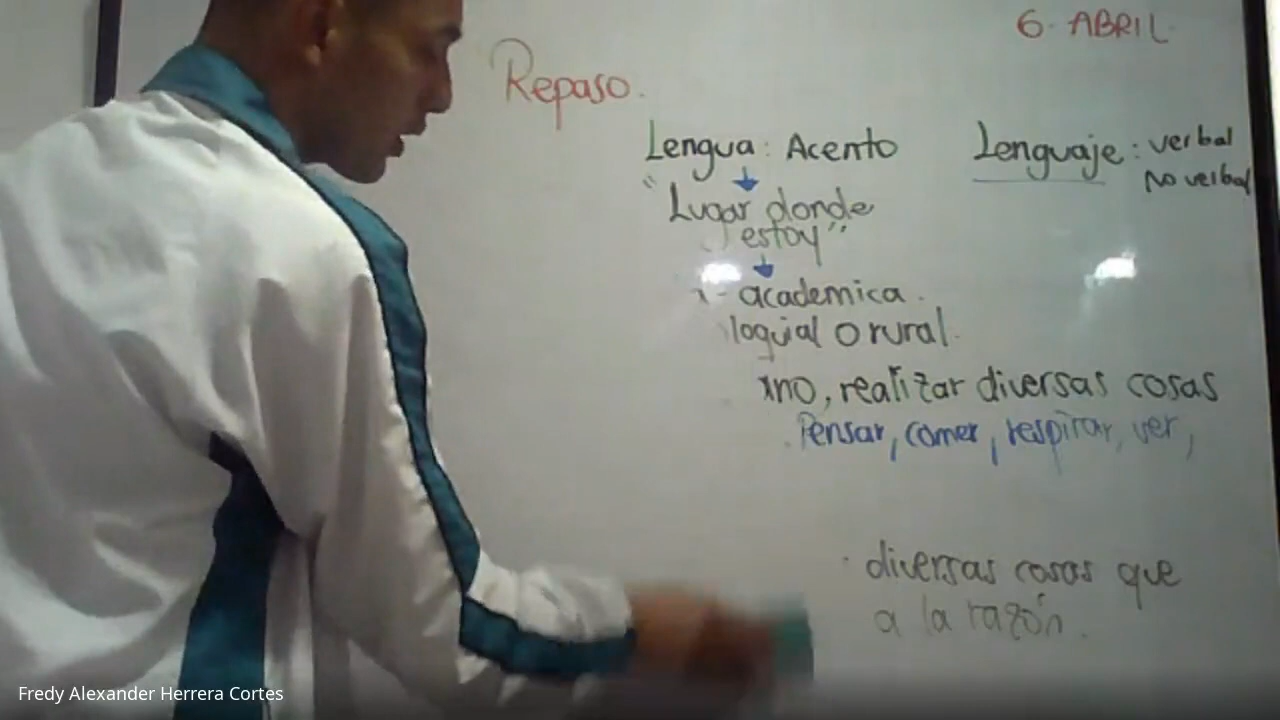 6 ABRIL
Repaso.
Lengua: Acento
Lenguaje: verbal
No verbal
"Lugar donde
estoy"
- academica.
loquial o rural.
no, realizar diversas cosas
Pensar, comer, respirar, ver,
diversas cosas que
a la razón.
Fredy Alexander Herrera Cortes